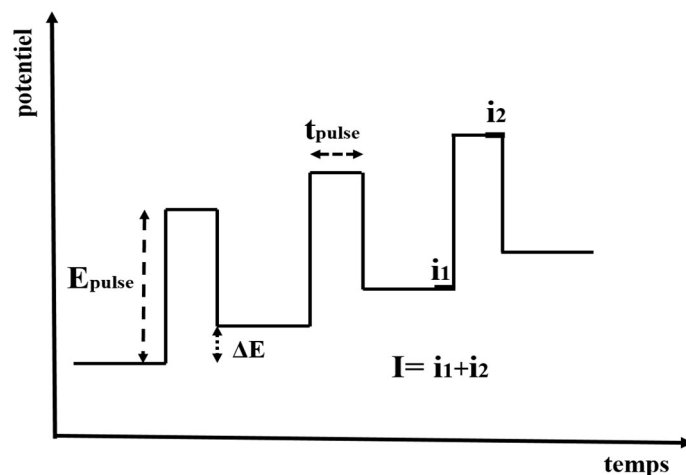 potentiel
i2
tpulse
Epulse
i1
ΔE
I= i1+i2
temps